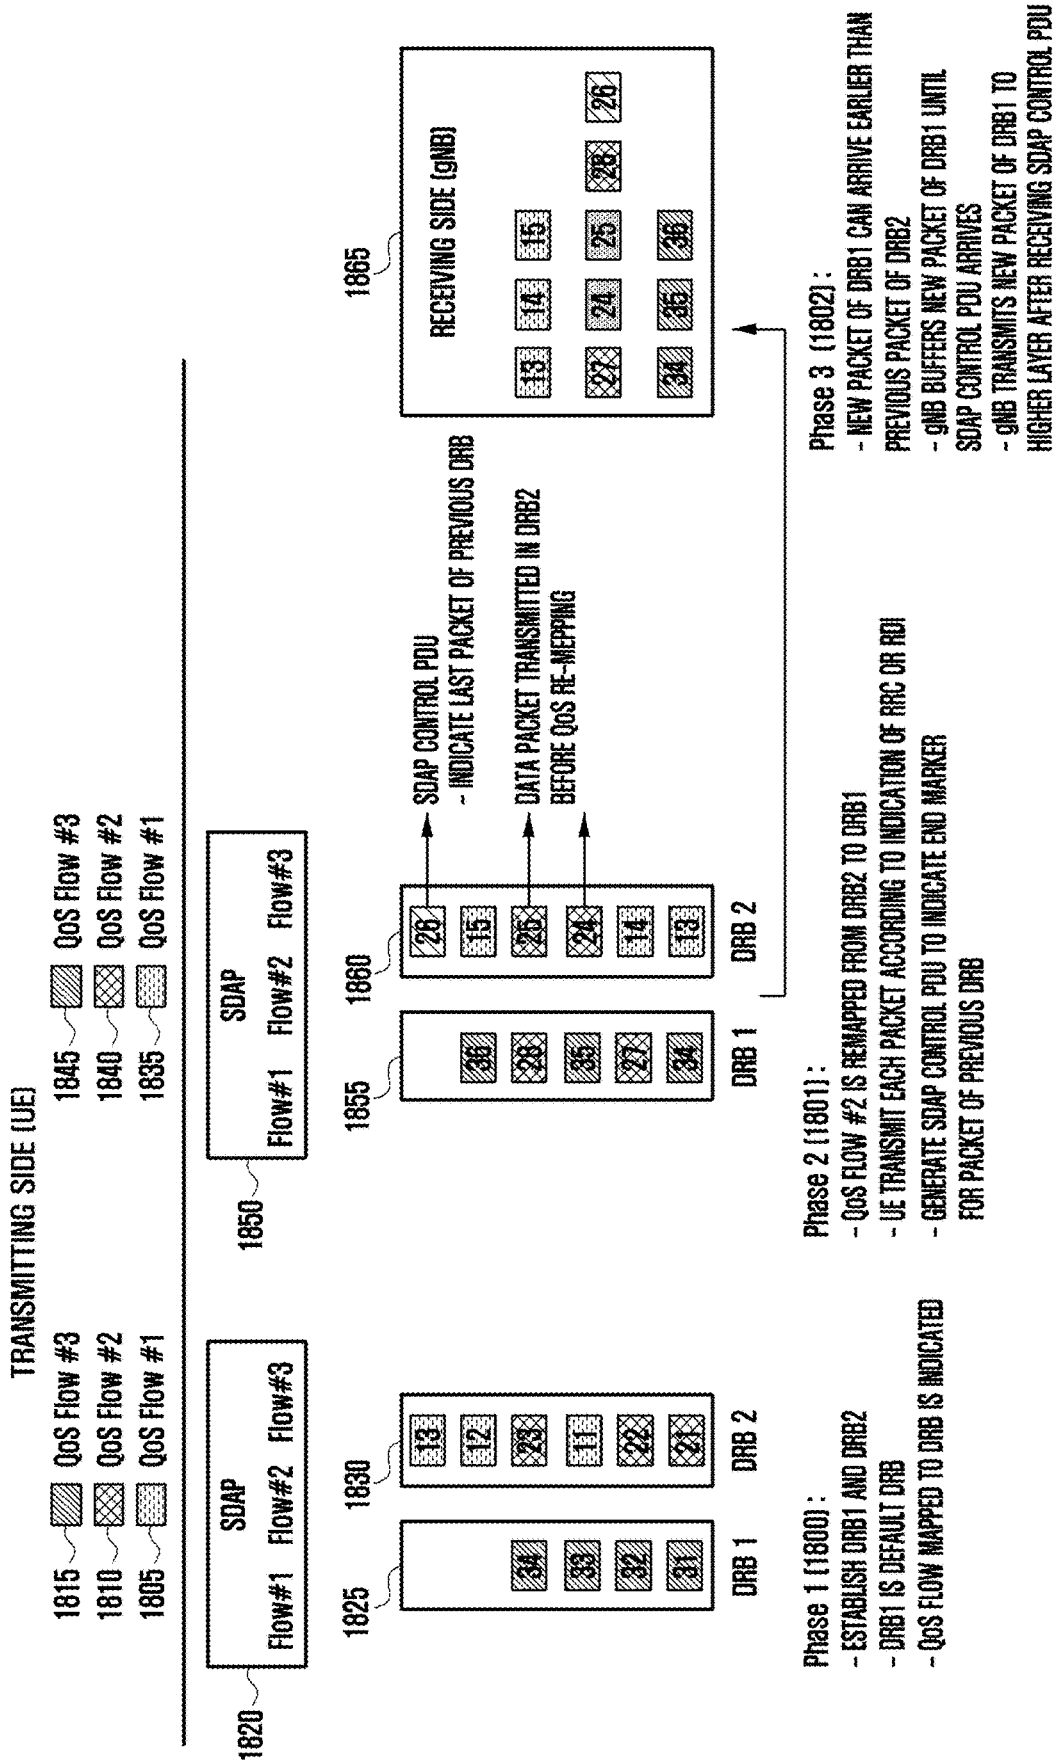 TRANSMITTING SIDE (UE)
1815 QoS Flow #3
1810 QoS Flow #2
1805 QoS Flow #1
1845 QoS Flow #3
1840 QoS Flow #2
1835 QoS Flow #1
1820
SDAP
Flow#1 Flow#2 Flow#3
1825
34
33
32
31
DRB 1
1830
13
12
23
11
22
21
DRB 2
Phase 1 (1800) :
- ESTABLISH DRB1 AND DRB2
- DRB1 IS DEFAULT DRB
- QoS FLOW MAPPED TO DRB IS INDICATED
1850
SDAP
Flow#1 Flow#2 Flow#3
1855
36
28
35
27
34
DRB 1
1860
26
15
25
24
14
13
DRB 2
SDAP CONTROL PDU
- INDICATE LAST PACKET OF PREVIOUS DRB
DATA PACKET TRANSMITTED IN DRB2
BEFORE QoS RE-MEPPING
Phase 2 (1801) :
- QoS FLOW #2 IS REMAPPED FROM DRB2 TO DRB1
- UE TRANSMIT EACH PACKET ACCORDING TO INDICATION OF RRC OR RDI
- GENERATE SDAP CONTROL PDU TO INDICATE END MARKER
FOR PACKET OF PREVIOUS DRB
1865
RECEIVING SIDE (gNB)
13 14 15
27 24 25 28 26
34 35 36
Phase 3 (1802) :
- NEW PACKET OF DRB1 CAN ARRIVE EARLIER THAN
PREVIOUS PACKET OF DRB2
- gNB BUFFERS NEW PACKET OF DRB1 UNTIL
SDAP CONTROL PDU ARRIVES
- gNB TRANSMITS NEW PACKET OF DRB1 TO
HIGHER LAYER AFTER RECEIVING SDAP CONTROL PDU